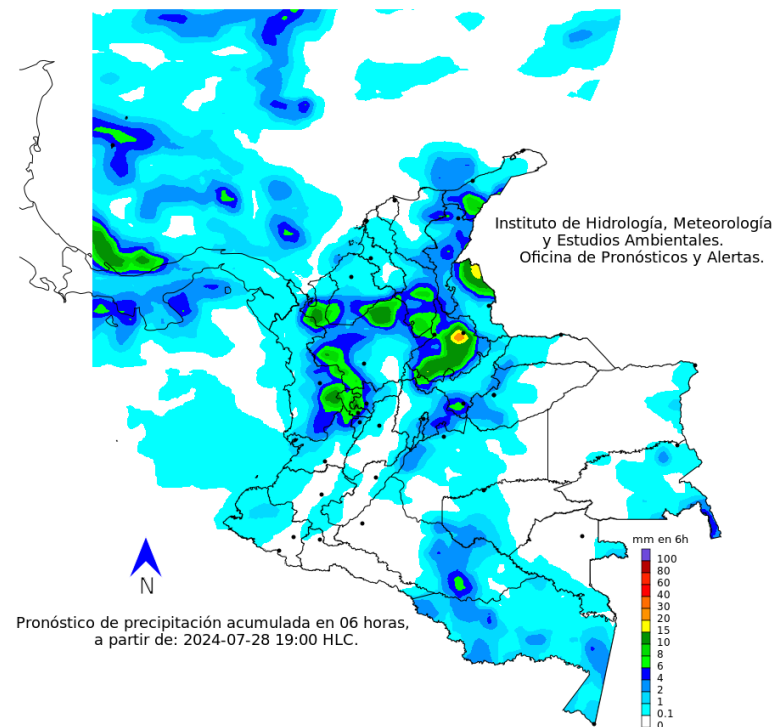 Instituto de Hidrología, Meteorología
y Estudios Ambientales.
Oficina de Pronósticos y Alertas.
mm en 6h
100
80
60
40
30
20
15
10
8
6
4
2
1
0.1
0
N
Pronóstico de precipitación acumulada en 06 horas,
a partir de: 2024-07-28 19:00 HLC.